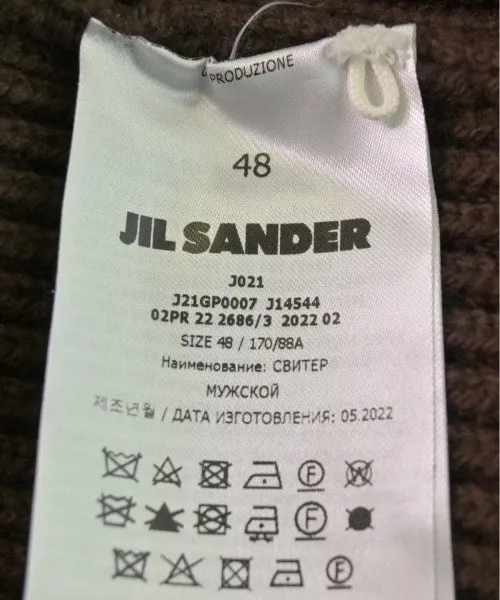 PRODUZIONE
48
JIL SANDER
J021
J21GP0007 J14544
02PR 22 2686/3 2022 02
SIZE 48 / 170/88A
Наименование: СВИТЕР
МУЖСКОЙ
제조년월 / ДАТА ИЗГОТОВЛЕНИЯ: 05.2022
F W
F
F